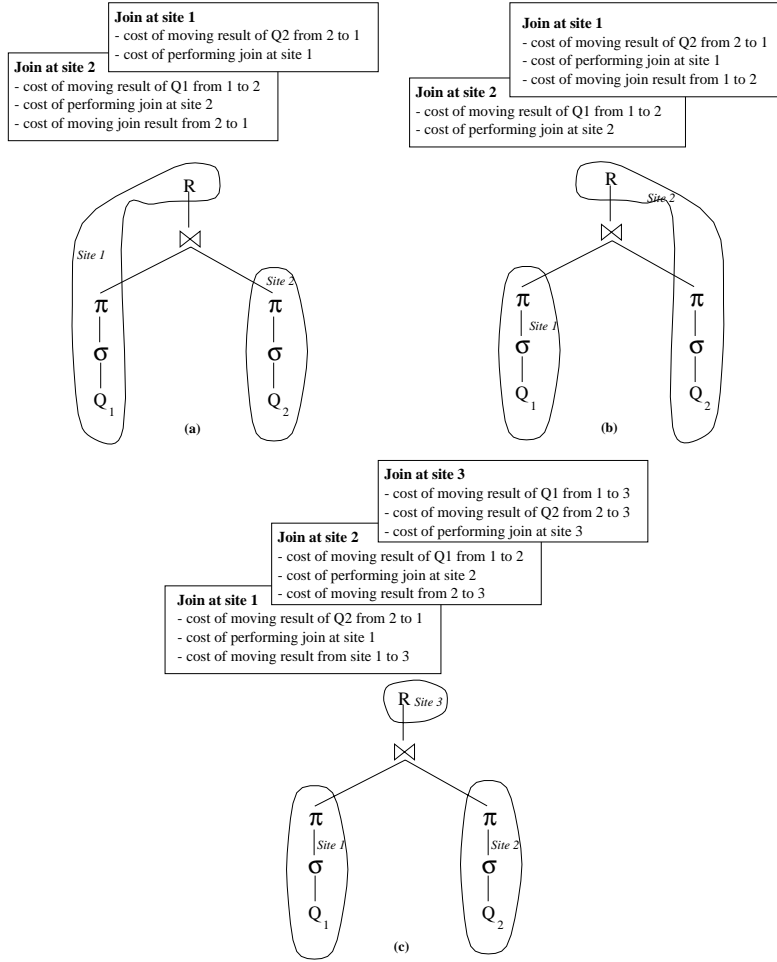 Join at site 1
- cost of moving result of Q2 from 2 to 1
- cost of performing join at site 1
Join at site 2
- cost of moving result of Q1 from 1 to 2
- cost of performing join at site 2
- cost of moving join result from 2 to 1
R
Site 1
⋈
Site 2
π π
σ σ
Q1 Q2
(a)
Join at site 1
- cost of moving result of Q2 from 2 to 1
- cost of performing join at site 1
- cost of moving join result from 1 to 2
Join at site 2
- cost of moving result of Q1 from 1 to 2
- cost of performing join at site 2
R
Site 2
⋈
π π
Site 1
σ σ
Q1 Q2
(b)
Join at site 3
- cost of moving result of Q1 from 1 to 3
- cost of moving result of Q2 from 2 to 3
- cost of performing join at site 3
Join at site 2
- cost of moving result of Q1 from 1 to 2
- cost of performing join at site 2
- cost of moving result from 2 to 3
Join at site 1
- cost of moving result of Q2 from 2 to 1
- cost of performing join at site 1
- cost of moving result from site 1 to 3
R Site 3
⋈
π π
Site 1 Site 2
σ σ
Q1 Q2
(c)